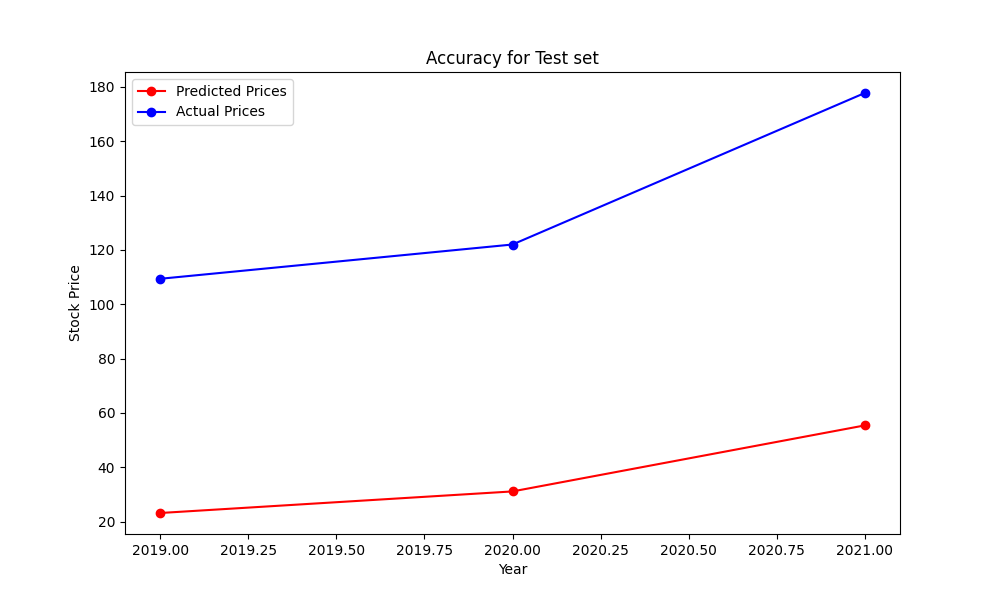 Accuracy for Test set
Predicted Prices
Actual Prices
180
160
140
120
100
80
60
40
20
Stock Price
2019.00 2019.25 2019.50 2019.75 2020.00 2020.25 2020.50 2020.75 2021.00
Year